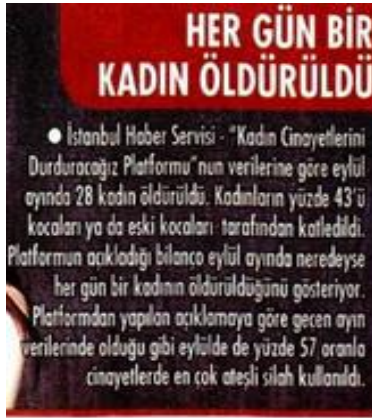 HER GÜN BİR
KADIN ÖLDÜRÜLDÜ
● İstanbul Haber Servisi - "Kadın Cinayetlerini
Durduracağız Platformu"nun verilerine göre eylül
ayında 28 kadın öldürüldü. Kadınların yüzde 43'ü
kocaları ya da eski kocaları tarafından katledildi.
Platformun açıkladığı bilanço eylül ayında neredeyse
her gün bir kadının öldürüldüğünü gösteriyor.
Platformdan yapılan açıklamaya göre geçen ayın
verilerinde olduğu gibi eylülde de yüzde 57 oranla
cinayetlerde en çok ateşli silah kullanıldı.